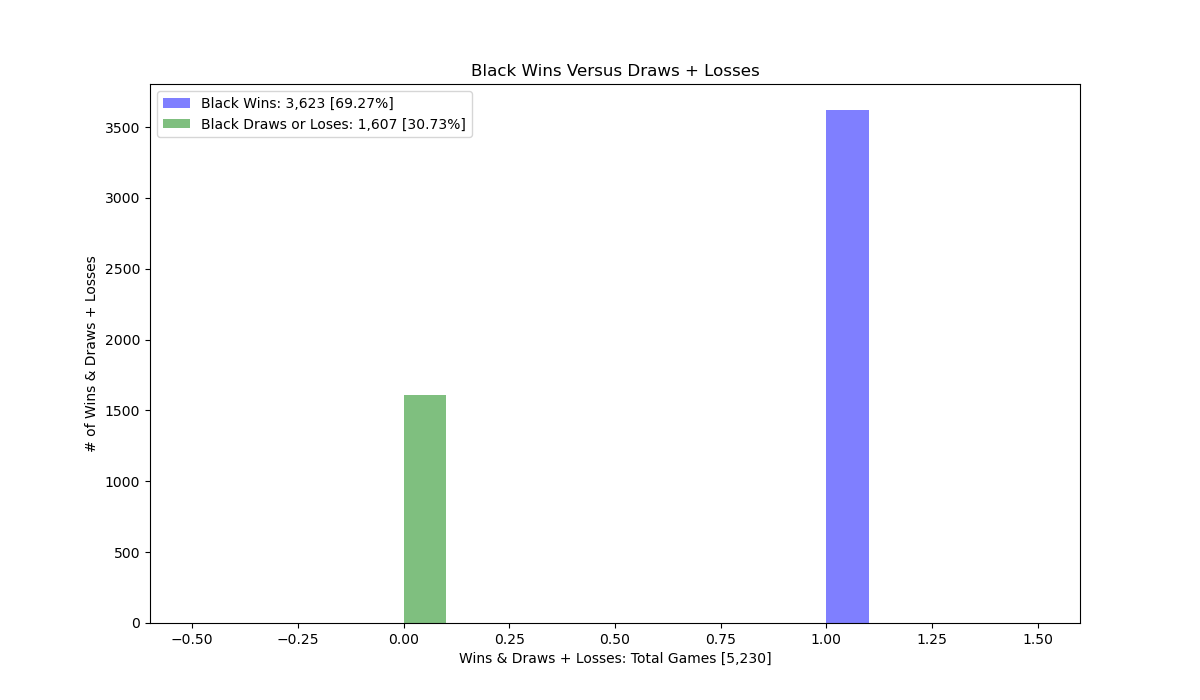 Black Wins Versus Draws + Losses
Black Wins: 3,623 [69.27%]
Black Draws or Loses: 1,607 [30.73%]
# of Wins & Draws + Losses
3500
3000
2500
2000
1500
1000
500
0
−0.50 −0.25 0.00 0.25 0.50 0.75 1.00 1.25 1.50
Wins & Draws + Losses: Total Games [5,230]